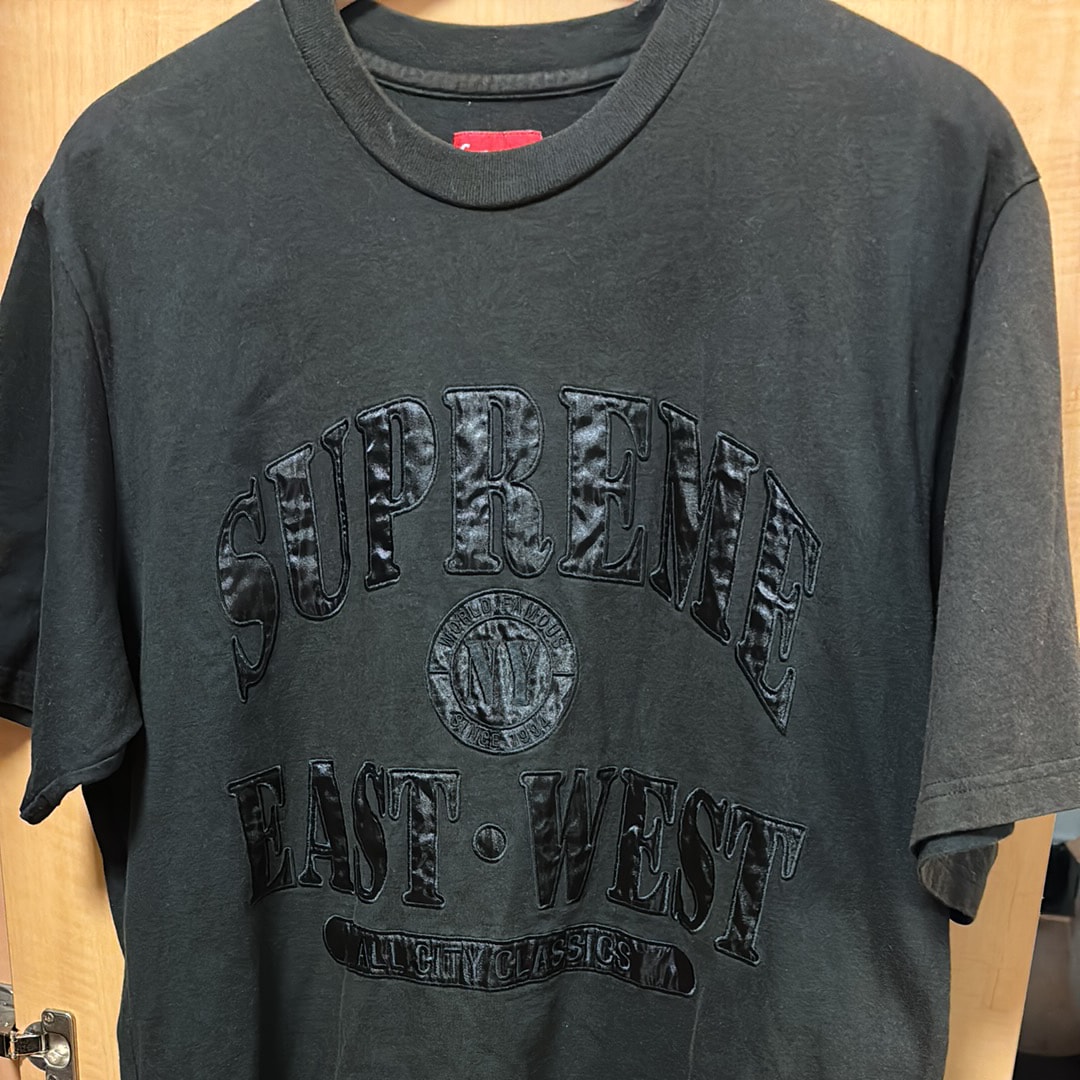 SUPREME
WORLD FAMOUS
NY
SINCE 1994
EAST · WEST
ALL CITY CLASSICS